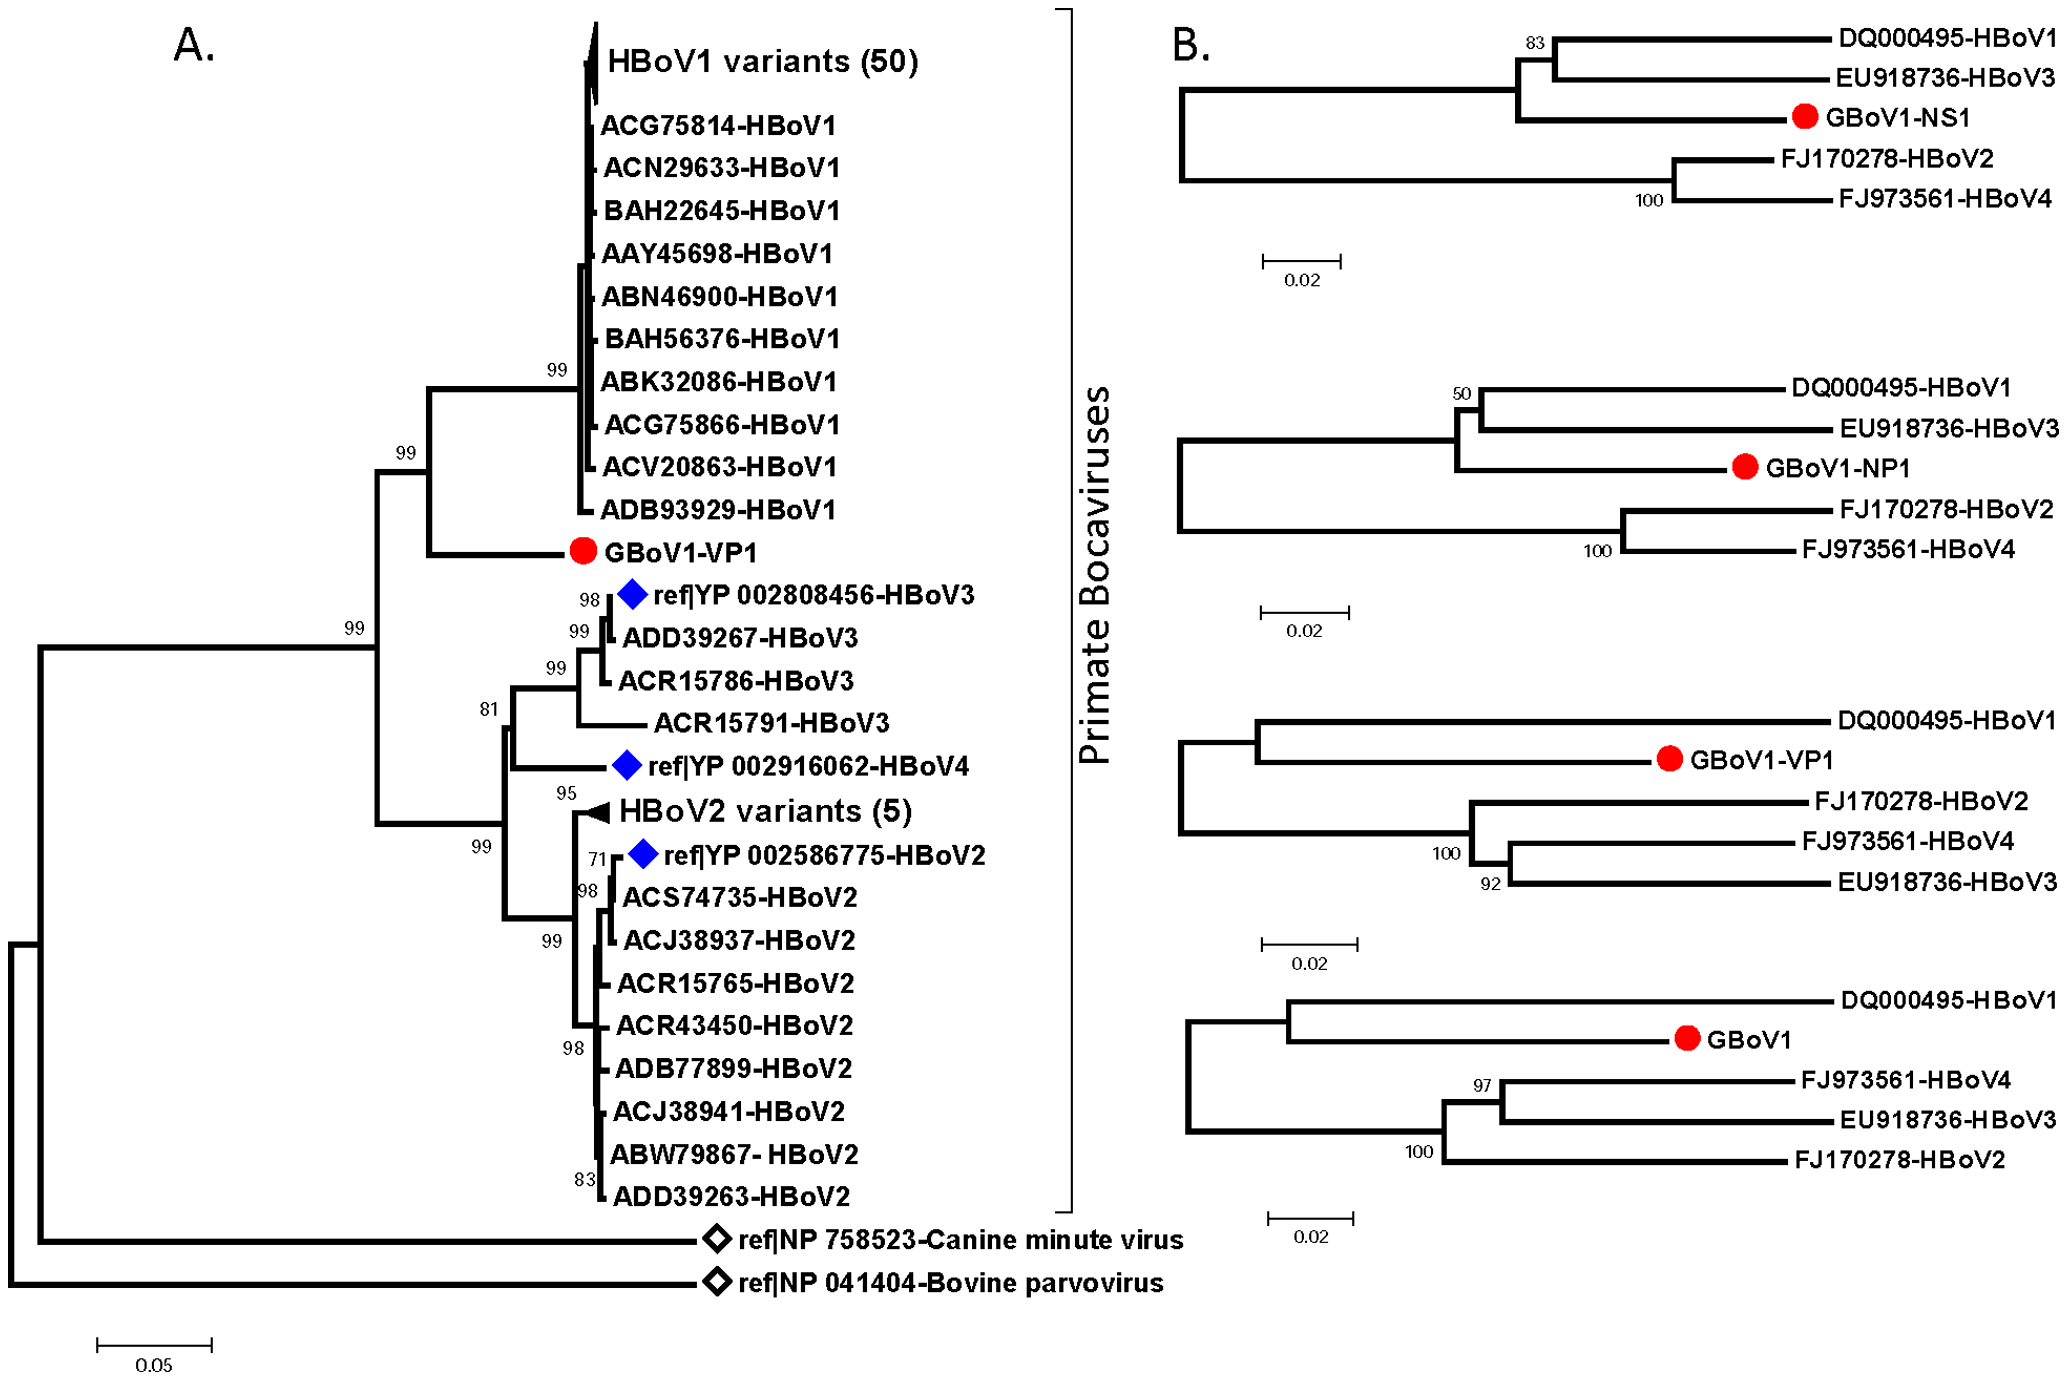 A.
HBoV1 variants (50)
ACG75814-HBoV1
ACN29633-HBoV1
BAH22645-HBoV1
AAY45698-HBoV1
ABN46900-HBoV1
BAH56376-HBoV1
ABK32086-HBoV1
99
ACG75866-HBoV1
99
ACV20863-HBoV1
ADB93929-HBoV1
GBoV1-VP1
98
ref|YP 002808456-HBoV3
99
99
ADD39267-HBoV3
99
ACR15786-HBoV3
81
ACR15791-HBoV3
ref|YP 002916062-HBoV4
95
HBoV2 variants (5)
99
71
ref|YP 002586775-HBoV2
98
ACS74735-HBoV2
99
ACJ38937-HBoV2
ACR15765-HBoV2
ACR43450-HBoV2
98
ADB77899-HBoV2
ACJ38941-HBoV2
ABW79867- HBoV2
83
ADD39263-HBoV2
ref|NP 758523-Canine minute virus
ref|NP 041404-Bovine parvovirus
0.05
Primate Bocaviruses
B.
83
DQ000495-HBoV1
EU918736-HBoV3
GBoV1-NS1
FJ170278-HBoV2
100
FJ973561-HBoV4
0.02
50
DQ000495-HBoV1
EU918736-HBoV3
GBoV1-NP1
FJ170278-HBoV2
100
FJ973561-HBoV4
0.02
DQ000495-HBoV1
GBoV1-VP1
FJ170278-HBoV2
100
FJ973561-HBoV4
92
EU918736-HBoV3
0.02
DQ000495-HBoV1
GBoV1
97
FJ973561-HBoV4
EU918736-HBoV3
100
FJ170278-HBoV2
0.02